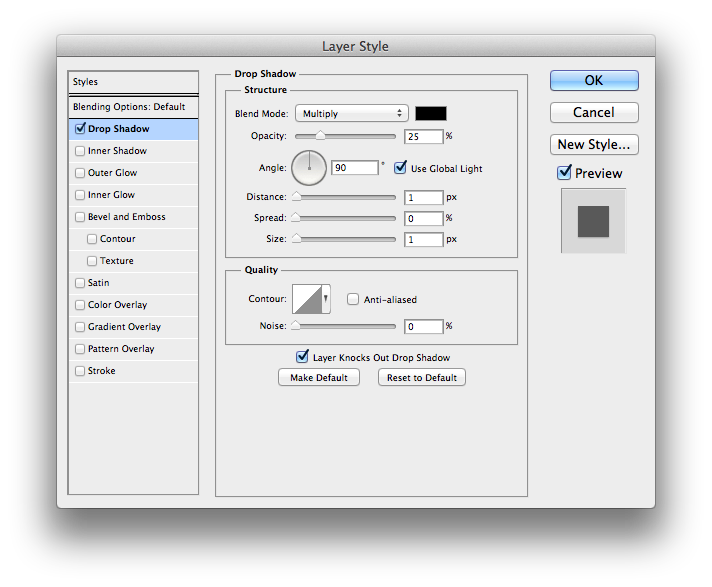 Layer Style
Styles
Blending Options: Default
Drop Shadow
Inner Shadow
Outer Glow
Inner Glow
Bevel and Emboss
Contour
Texture
Satin
Color Overlay
Gradient Overlay
Pattern Overlay
Stroke
Drop Shadow
Structure
Blend Mode: Multiply
Opacity: 25 %
Angle: 90 ° Use Global Light
Distance: 1 px
Spread: 0 %
Size: 1 px
Quality
Contour: Anti-aliased
Noise: 0 %
Layer Knocks Out Drop Shadow
Make Default Reset to Default
OK
Cancel
New Style...
Preview